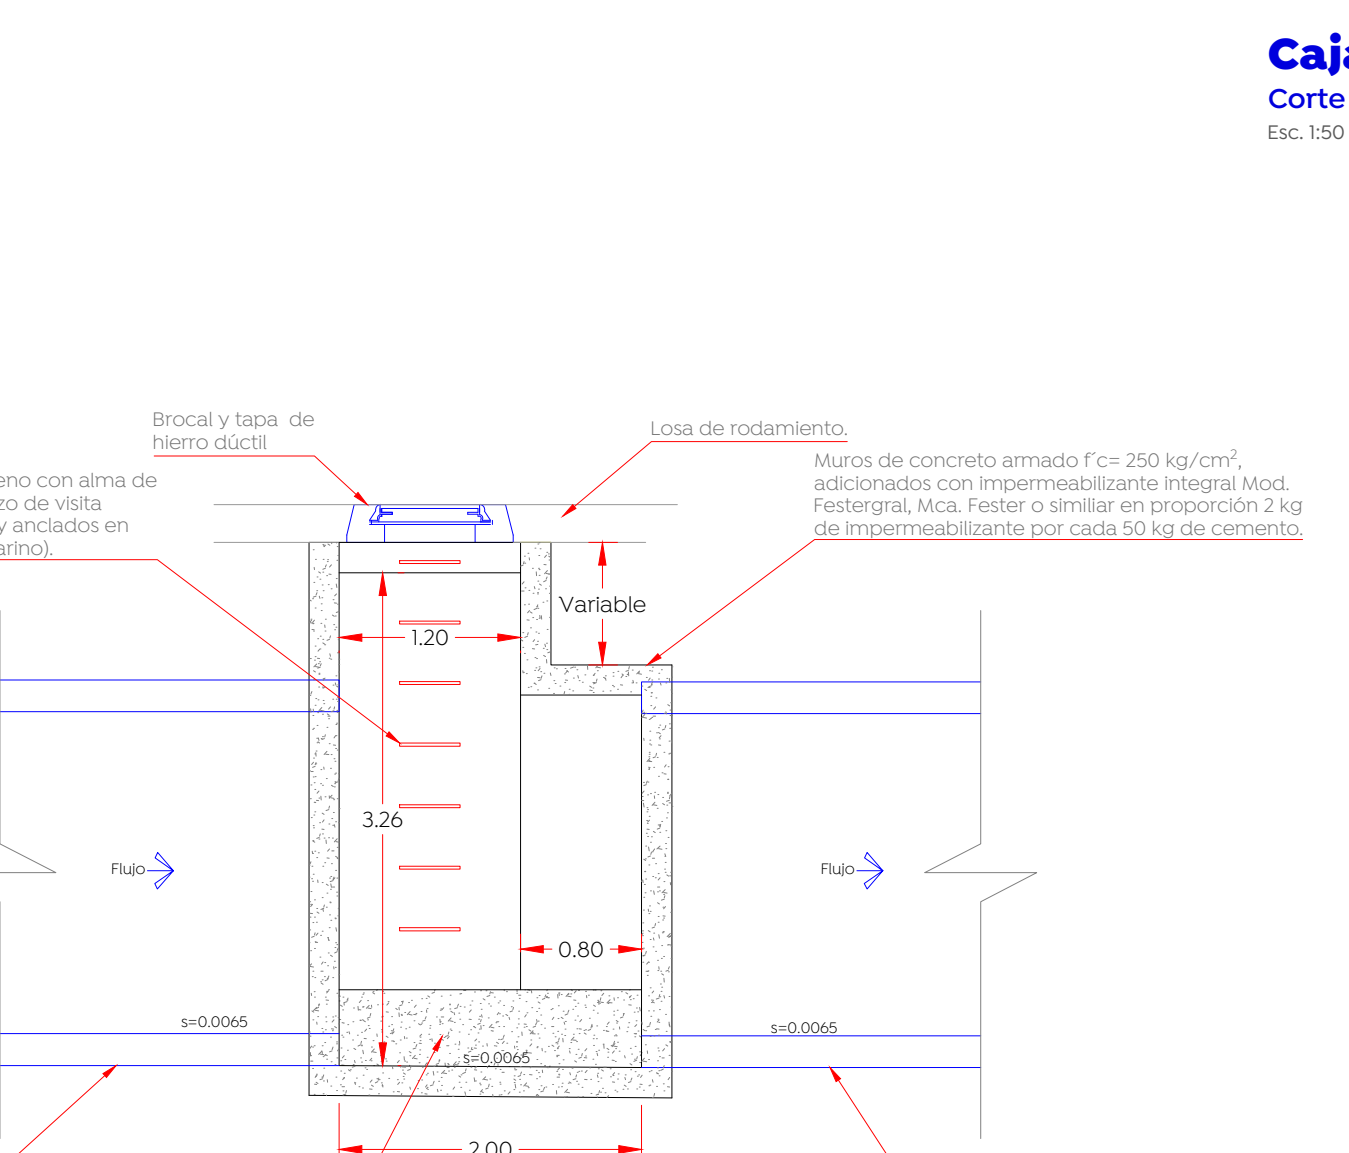 Caja
Corte
Esc. 1:50
Brocal y tapa de
hierro dúctil
Losa de rodamiento.
Muros de concreto armado f´c= 250 kg/cm²,
adicionados con impermeabilizante integral Mod.
Festergral, Mca. Fester o similiar en proporción 2 kg
de impermeabilizante por cada 50 kg de cemento.
eno con alma de
zo de visita
y anclados en
arino).
Variable
1.20
3.26
Flujo
Flujo
0.80
s=0.0065
s=0.0065
s=0.0065
2.00